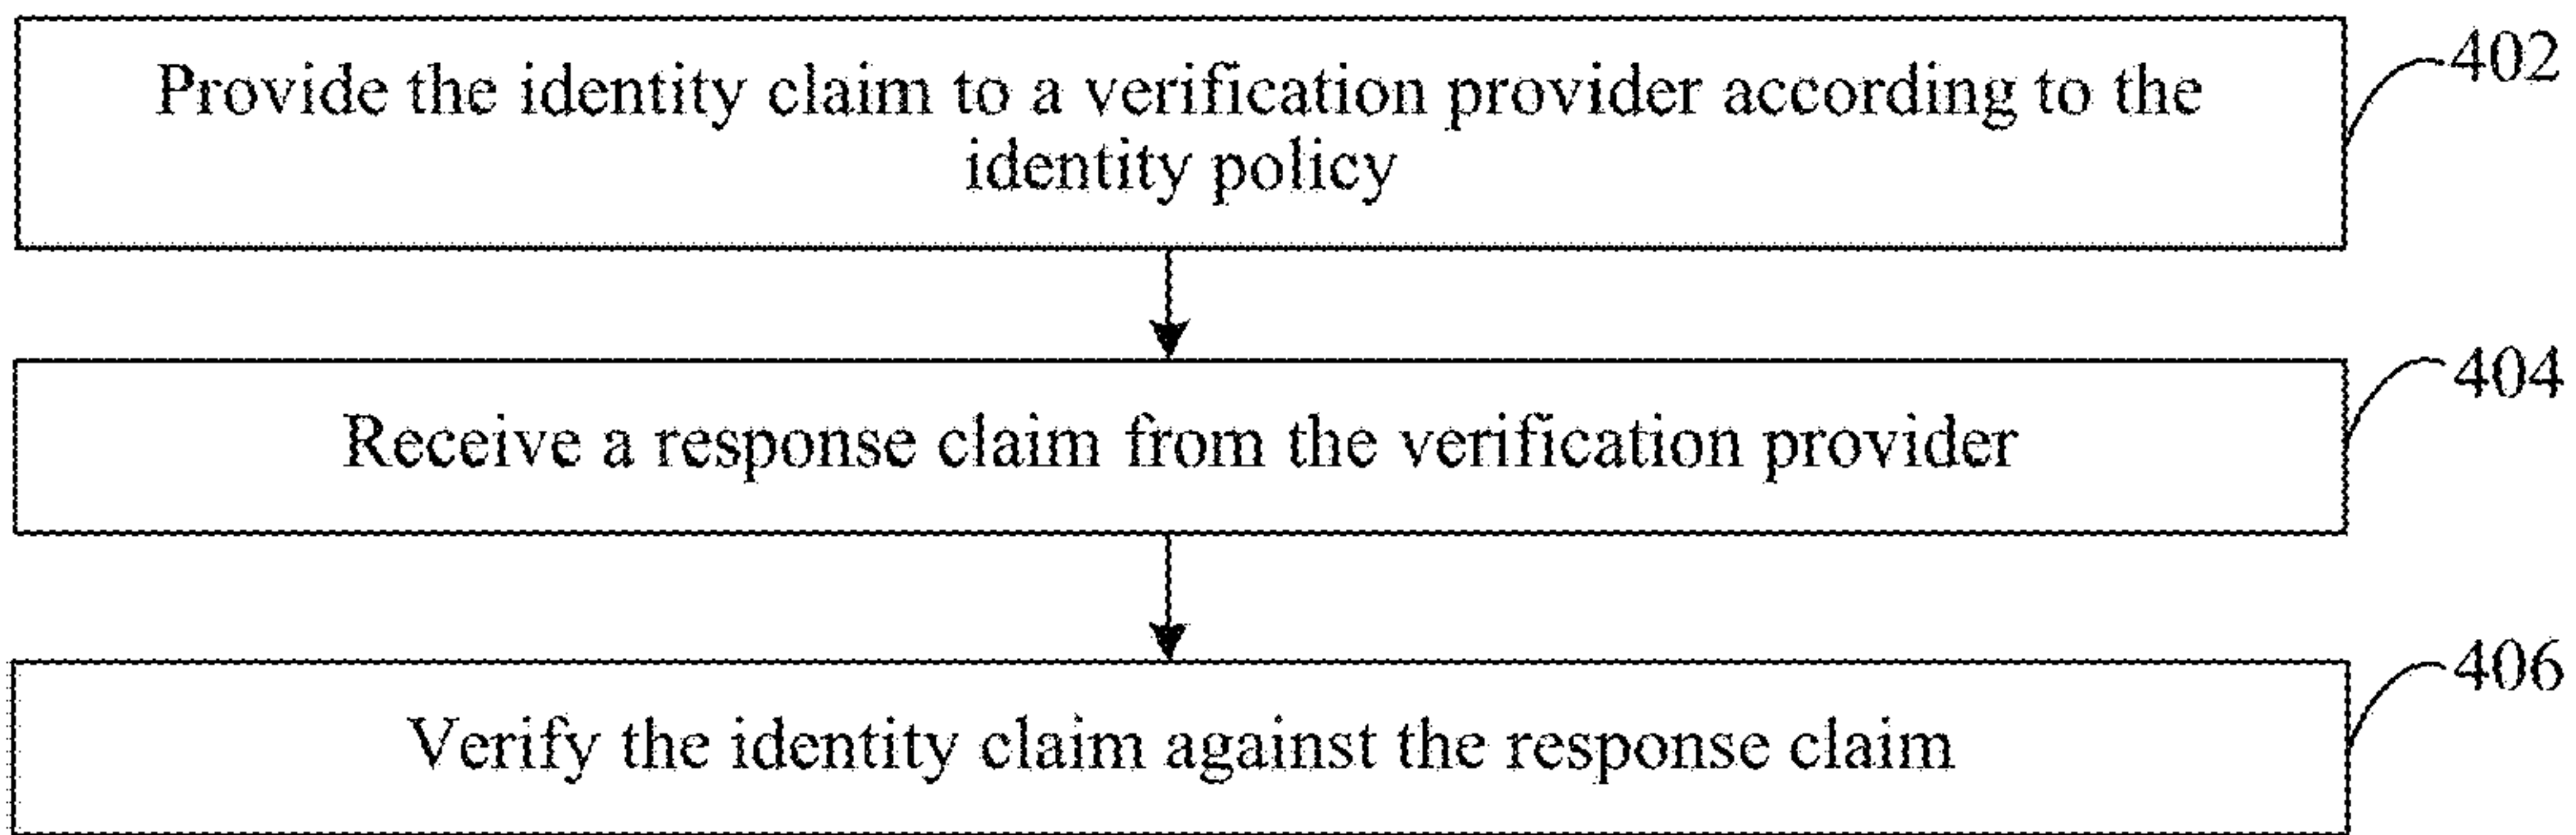 Provide the identity claim to a verification provider according to the
identity policy
402
Receive a response claim from the verification provider
404
Verify the identity claim against the response claim
406